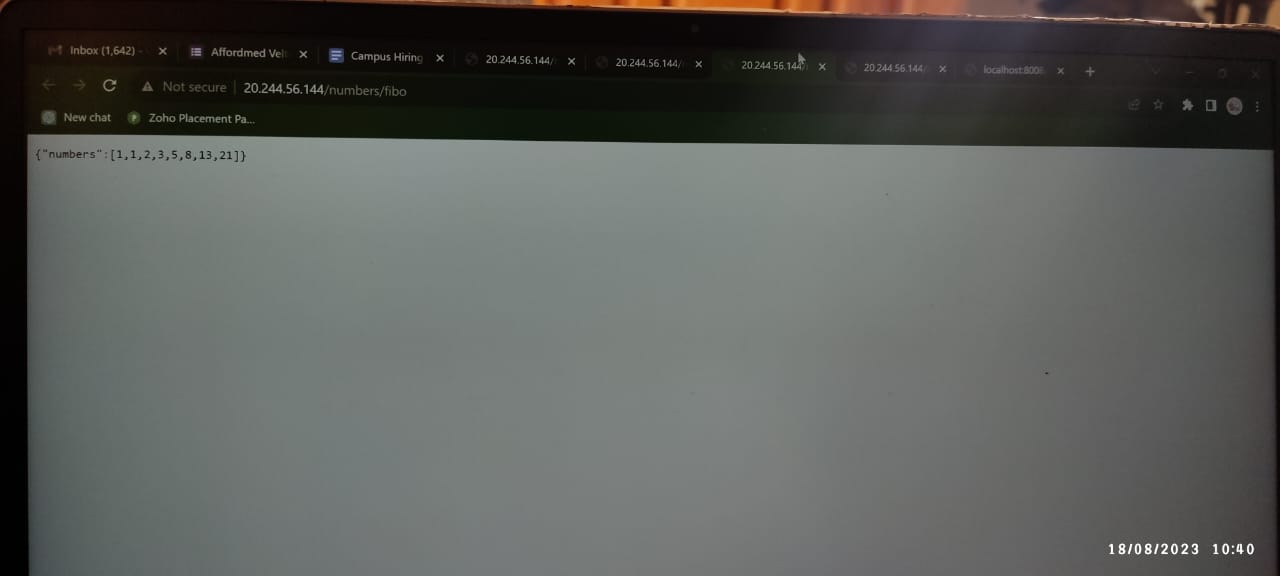 Inbox (1,642) -
Affordmed Vel
Campus Hiring
20.244.56.144/
20.244.56.144/
20.244.56.144/
20.244.56.144/
localhost:8008
Not secure | 20.244.56.144/numbers/fibo
New chat
Zoho Placement Pa...
{"numbers":[1,1,2,3,5,8,13,21]}
18/08/2023 10:40